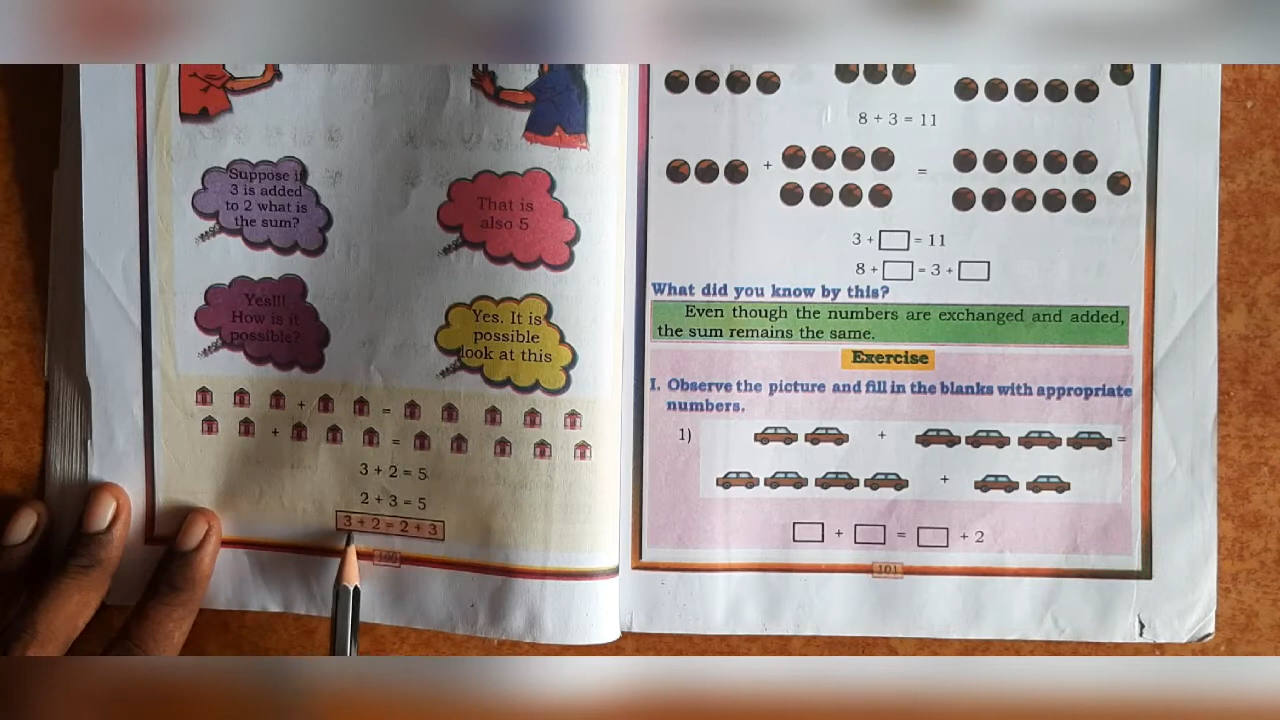 Suppose if
3 is added
to 2 what is
the sum?
That is
also 5
Yes!!!
How is it
possible?
Yes. It is
possible
look at this
+ =
+ =
3 + 2 = 5
2 + 3 = 5
3 + 2 = 2 + 3
100
8 + 3 = 11
+ =
3 + □ = 11
8 + □ = 3 + □
What did you know by this?
Even though the numbers are exchanged and added,
the sum remains the same.
Exercise
I. Observe the picture and fill in the blanks with appropriate
numbers.
1) + =
+
□ + □ = □ + 2
101